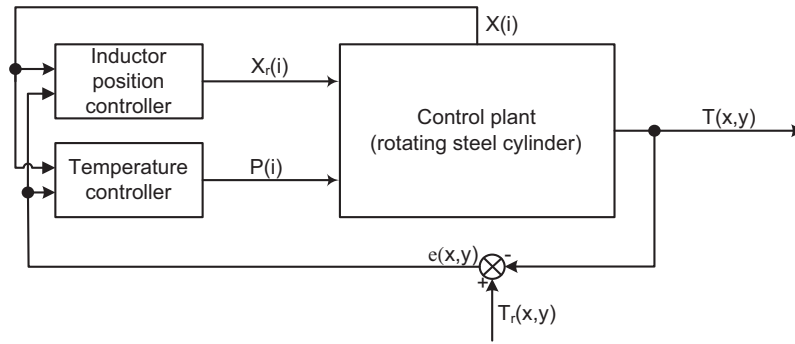 X(i)
Inductor
position
controller
Xr(i)
Control plant
(rotating steel cylinder)
T(x,y)
Temperature
controller
P(i)
e(x,y)
-
+
Tr(x,y)